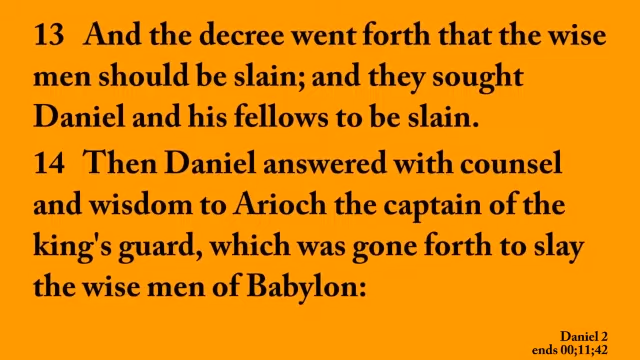 13 And the decree went forth that the wise
men should be slain; and they sought
Daniel and his fellows to be slain.
14 Then Daniel answered with counsel
and wisdom to Arioch the captain of the
king's guard, which was gone forth to slay
the wise men of Babylon:
Daniel 2
ends 00;11;42